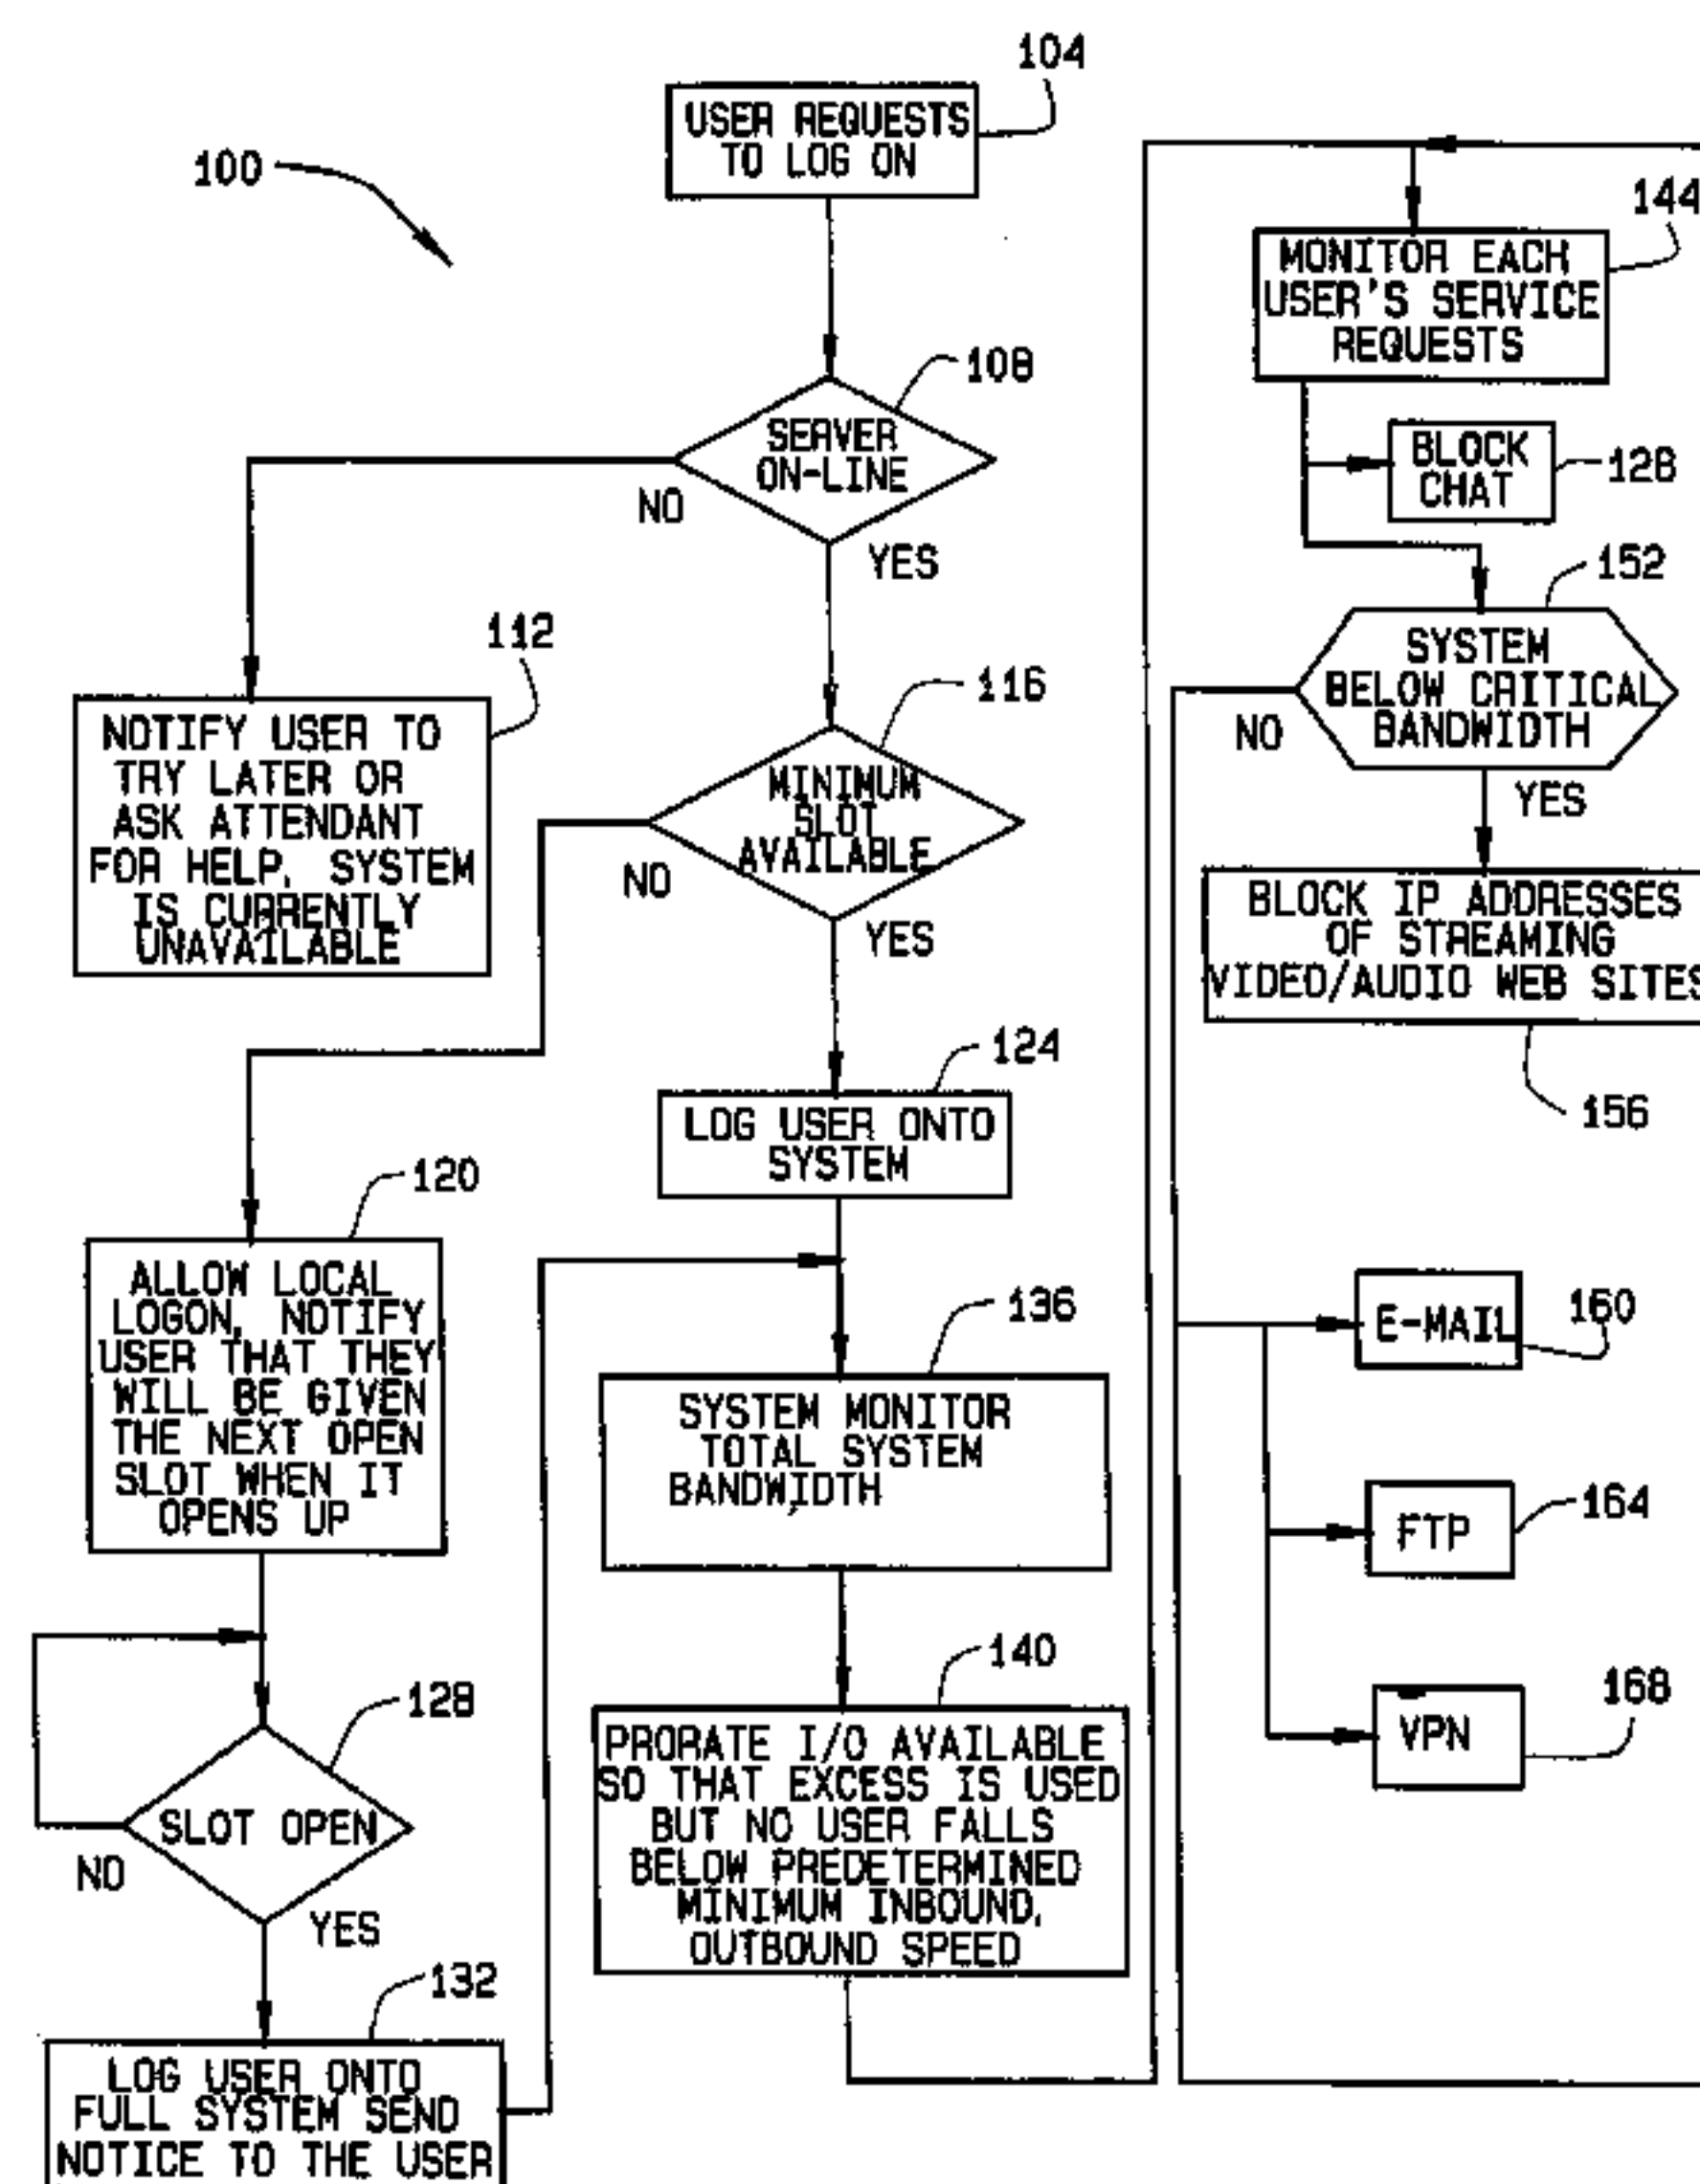 104
USER REQUESTS
TO LOG ON
100
108
SERVER
ON-LINE
NO
YES
112
NOTIFY USER TO
TRY LATER OR
ASK ATTENDANT
FOR HELP, SYSTEM
IS CURRENTLY
UNAVAILABLE
116
MINIMUM
SLOT
AVAILABLE
NO
YES
124
LOG USER ONTO
SYSTEM
120
ALLOW LOCAL
LOGON, NOTIFY
USER THAT THEY
WILL BE GIVEN
THE NEXT OPEN
SLOT WHEN IT
OPENS UP
128
SLOT OPEN
NO
YES
132
LOG USER ONTO
FULL SYSTEM SEND
NOTICE TO THE USER
136
SYSTEM MONITOR
TOTAL SYSTEM
BANDWIDTH
140
PRORATE I/O AVAILABLE
SO THAT EXCESS IS USED
BUT NO USER FALLS
BELOW PREDETERMINED
MINIMUM INBOUND,
OUTBOUND SPEED
144
MONITOR EACH
USER'S SERVICE
REQUESTS
BLOCK
CHAT
128
152
SYSTEM
BELOW CRITICAL
BANDWIDTH
NO
YES
BLOCK IP ADDRESSES
OF STREAMING
VIDEO/AUDIO WEB SITES
156
E-MAIL
160
FTP
164
VPN
168